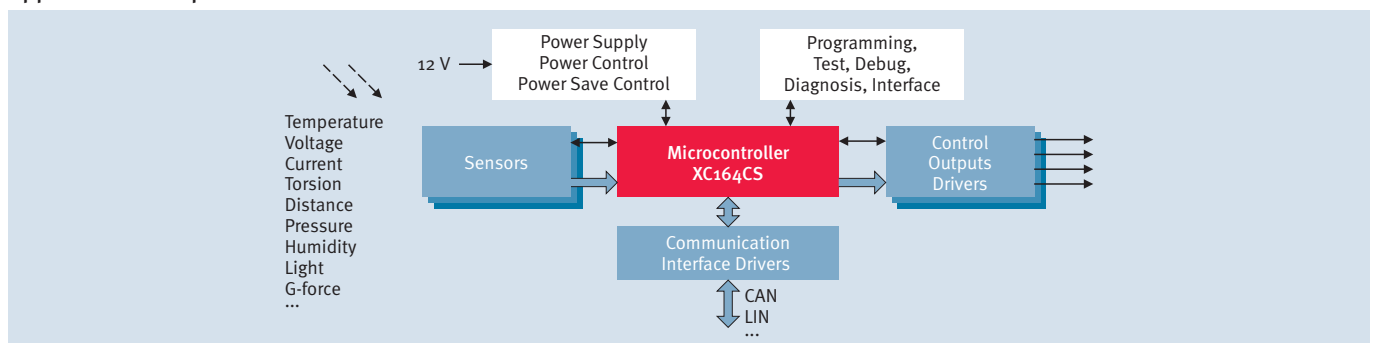 12 V
Power Supply
Power Control
Power Save Control
Programming,
Test, Debug,
Diagnosis, Interface
Temperature
Voltage
Current
Torsion
Distance
Pressure
Humidity
Light
G-force
...
Sensors
Microcontroller
XC164CS
Control
Outputs
Drivers
Communication
Interface Drivers
CAN
LIN
...